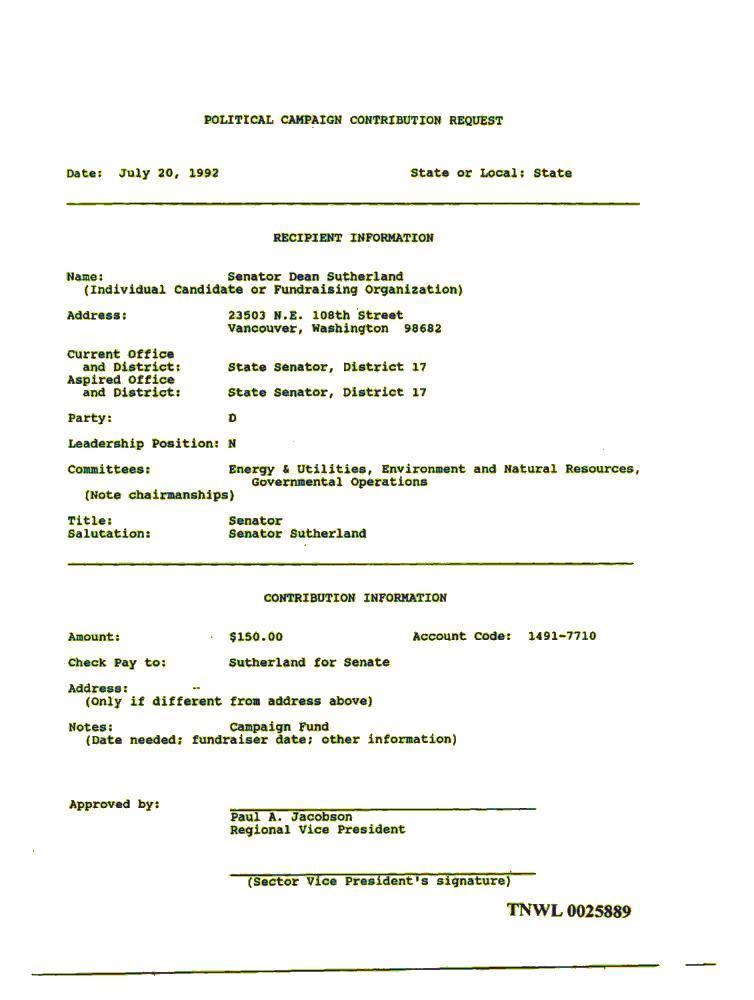 POLITICAL CAMPAIGN CONTRIBUTION REQUEST
Date: July 20, 1992 State or Local: State
RECIPIENT INFORMATION
Name: Senator Dean Sutherland
(Individual Candidate or Fundraising Organization)
Address: 23503 N.E. 108th Street
Vancouver, Washington 98682
Current Office
and District: State Senator, District 17
Aspired Office
and District: State Senator, District 17
Party: D
Leadership Position: N
Committees: Energy & Utilities, Environment and Natural Resources,
Governmental Operations
(Note chairmanships)
Title: Senator
Salutation: Senator Sutherland
CONTRIBUTION INFORMATION
Amount: $150.00 Account Code: 1491-7710
Check Pay to: Sutherland for Senate
Address: --
(Only if different from address above)
Notes: Campaign Fund
(Date needed; fundraiser date; other information)
Approved by:
Paul A. Jacobson
Regional Vice President
(Sector Vice President's signature)
TNWL 0025889